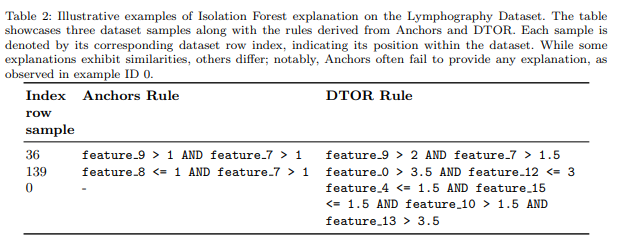 Table 2: Illustrative examples of Isolation Forest explanation on the Lymphography Dataset. The table
showcases three dataset samples along with the rules derived from Anchors and DTOR. Each sample is
denoted by its corresponding dataset row index, indicating its position within the dataset. While some
explanations exhibit similarities, others differ; notably, Anchors often fail to provide any explanation, as
observed in example ID 0.
Index Anchors Rule DTOR Rule
row
sample
36 feature_9 > 1 AND feature_7 > 1 feature_9 > 2 AND feature_7 > 1.5
139 feature_8 <= 1 AND feature_7 > 1 feature_0 > 3.5 AND feature_12 <= 3
0 - feature_4 <= 1.5 AND feature_15
<= 1.5 AND feature_10 > 1.5 AND
feature_13 > 3.5